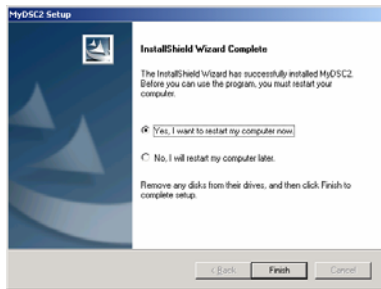 MyDSC2 Setup
InstallShield Wizard Complete
The InstallShield Wizard has successfully installed MyDSC2.
Before you can use the program, you must restart your
computer.
Yes, I want to restart my computer now.
No, I will restart my computer later.
Remove any disks from their drives, and then click Finish to
complete setup.
< Back
Finish
Cancel